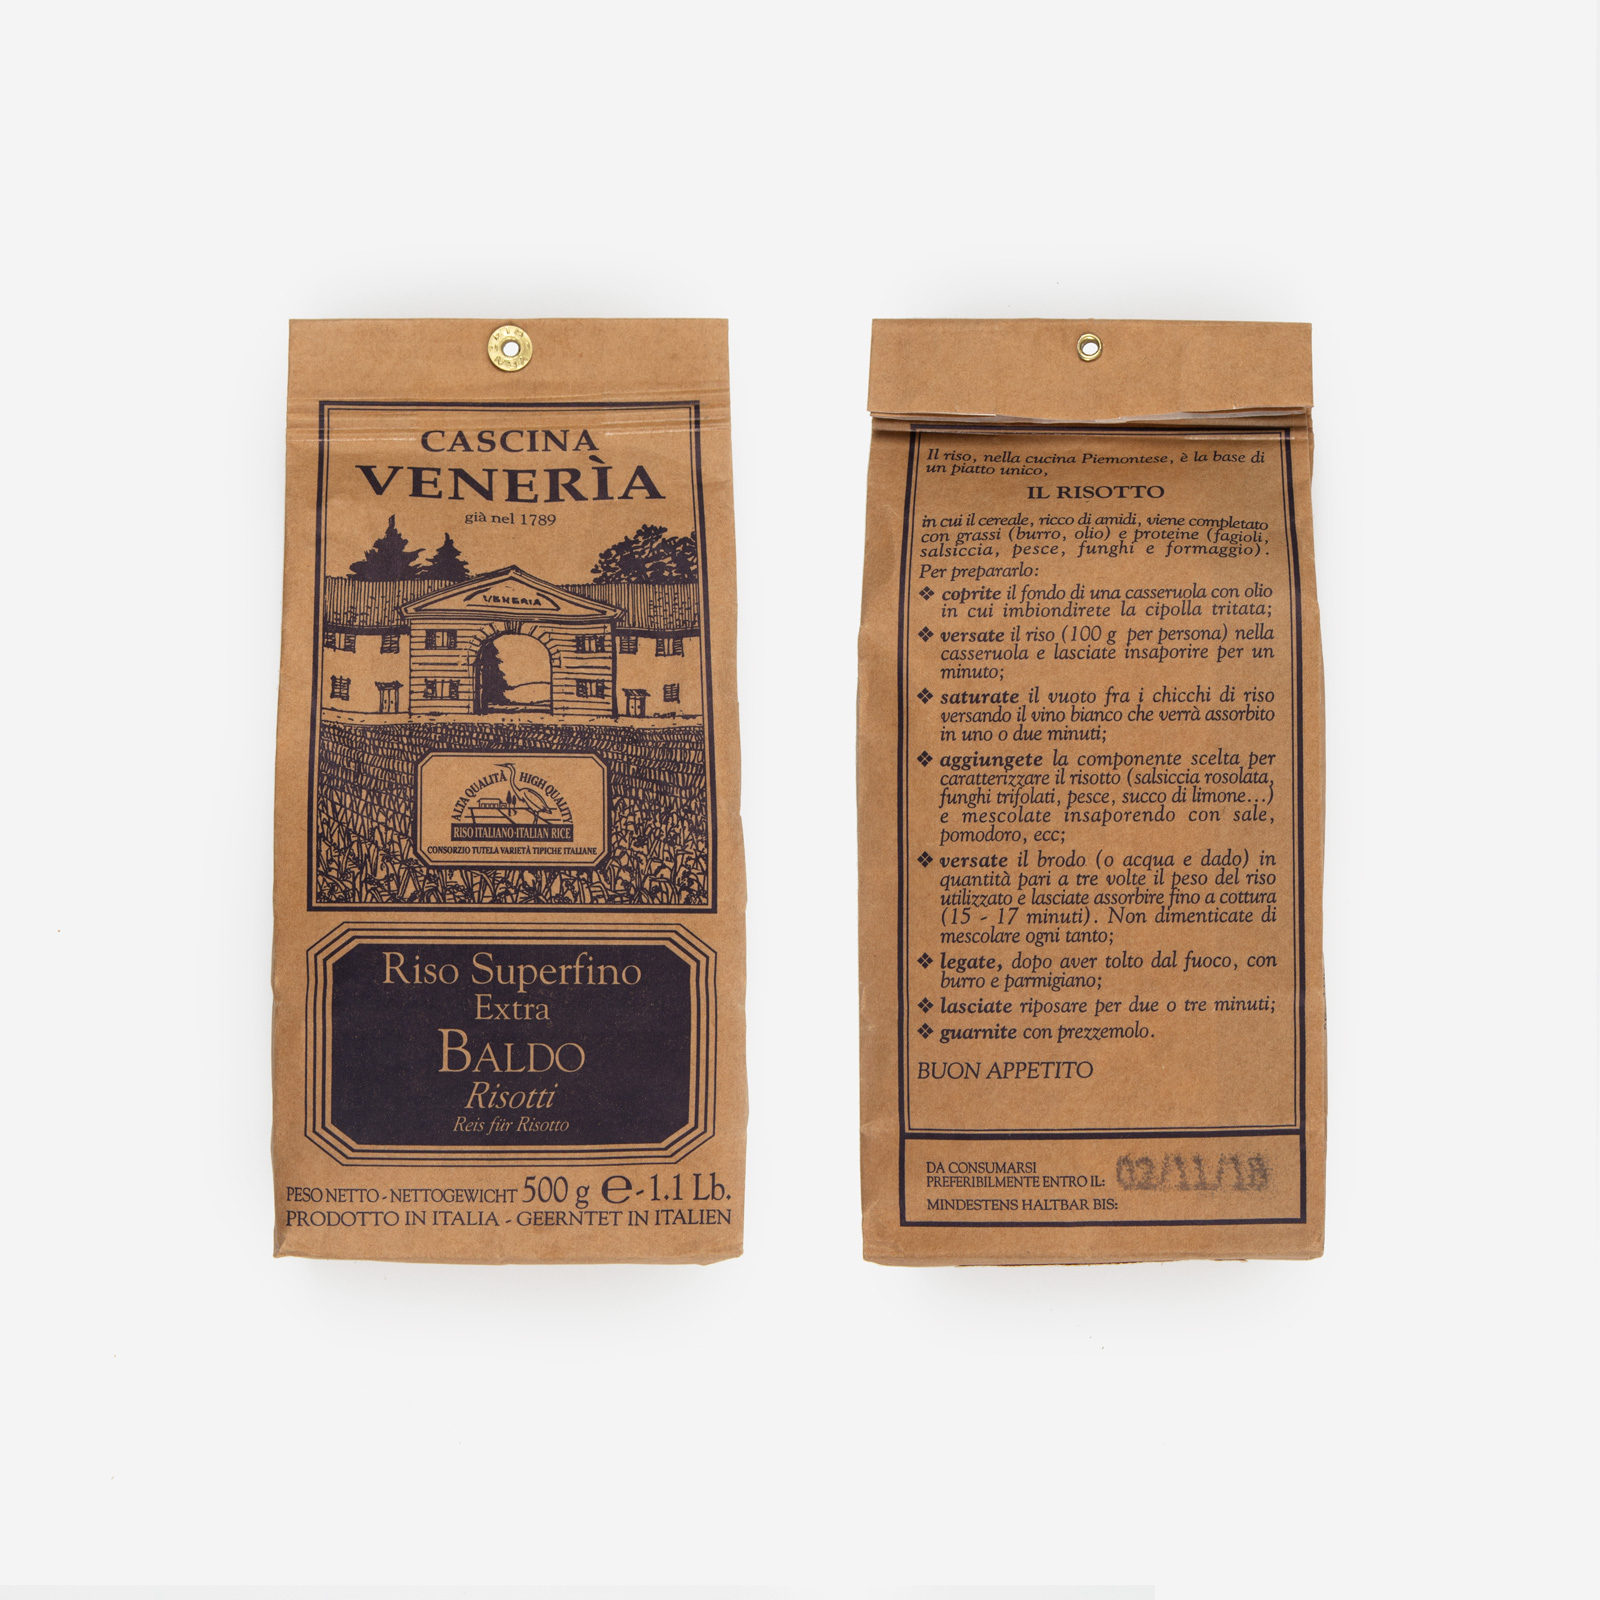 CASCINA
VENERÌA
già nel 1789
VENERIA
ALTA QUALITÀ HIGH QUALITY
RISO ITALIANO-ITALIAN RICE
CONSORZIO TUTELA VARIETÀ TIPICHE ITALIANE
Riso Superfino
Extra
BALDO
Risotti
Reis für Risotto
PESO NETTO - NETTOGEWICHT 500 g ℮ - 1.1 Lb.
PRODOTTO IN ITALIA - GEERNTET IN ITALIEN
Il riso, nella cucina Piemontese, è la base di
un piatto unico,
IL RISOTTO
in cui il cereale, ricco di amidi, viene completato
con grassi (burro, olio) e proteine (fagioli,
salsiccia, pesce, funghi e formaggio).
Per prepararlo:
❖ coprite il fondo di una casseruola con olio
in cui imbiondirete la cipolla tritata;
❖ versate il riso (100 g per persona) nella
casseruola e lasciate insaporire per un
minuto;
❖ saturate il vuoto fra i chicchi di riso
versando il vino bianco che verrà assorbito
in uno o due minuti;
❖ aggiungete la componente scelta per
caratterizzare il risotto (salsiccia rosolata,
funghi trifolati, pesce, succo di limone...)
e mescolate insaporendo con sale,
pomodoro, ecc;
❖ versate il brodo (o acqua e dado) in
quantità pari a tre volte il peso del riso
utilizzato e lasciate assorbire fino a cottura
(15 - 17 minuti). Non dimenticate di
mescolare ogni tanto;
❖ legate, dopo aver tolto dal fuoco, con
burro e parmigiano;
❖ lasciate riposare per due o tre minuti;
❖ guarnite con prezzemolo.
BUON APPETITO
DA CONSUMARSI
PREFERIBILMENTE ENTRO IL:
MINDESTENS HALTBAR BIS: